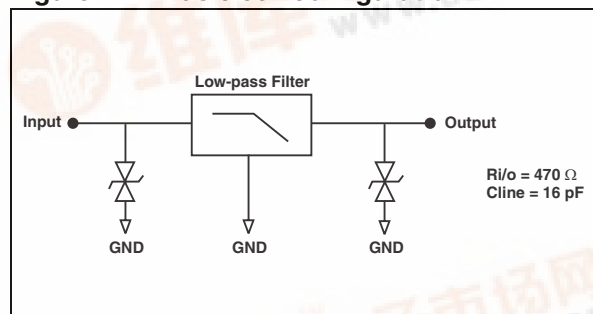 Low-pass Filter
Input
Output
Ri/o = 470 Ω
Cline = 16 pF
GND
GND
GND